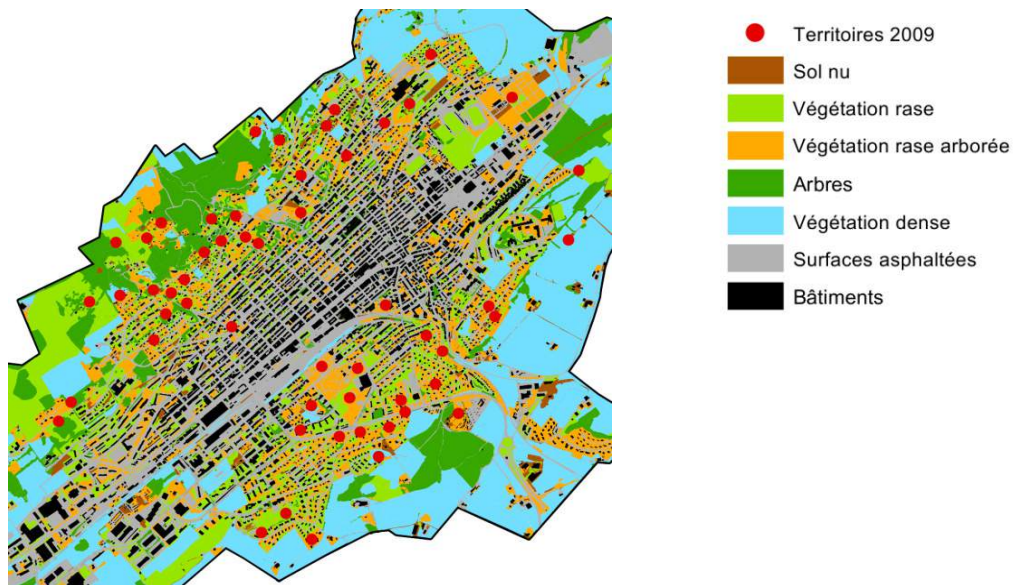 Territoires 2009
Sol nu
Végétation rase
Végétation rase arborée
Arbres
Végétation dense
Surfaces asphaltées
Bâtiments